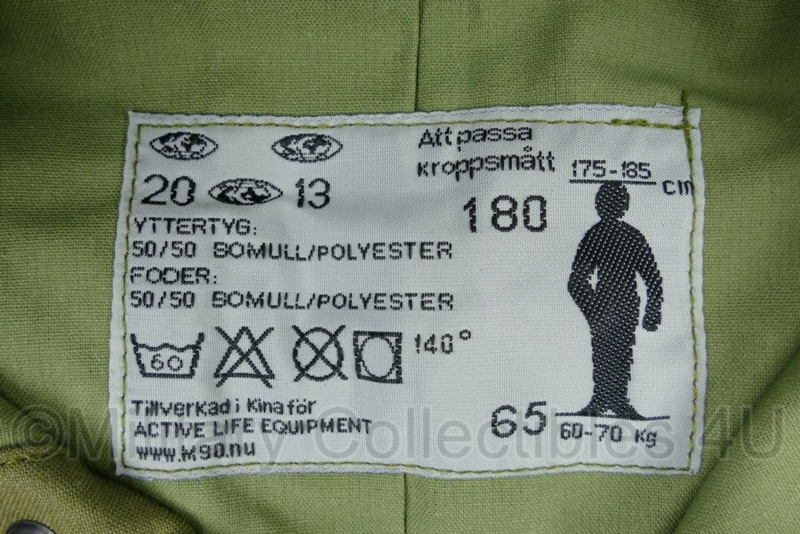 20 13
YTTERTYG:
50/50 BOMULL/POLYESTER
FODER:
50/50 BOMULL/POLYESTER
60
140°
Tillverkad i Kina för
ACTIVE LIFE EQUIPMENT
www.M90.nu
Att passa
kroppsmått
175-185
cm
180
65
60-70 kg
©Military Collectibles 4U